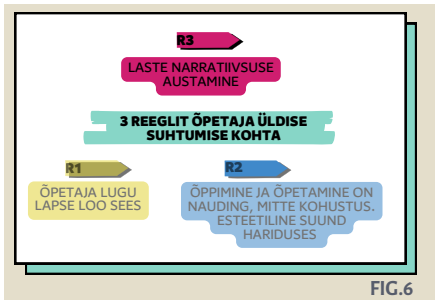 R3
LASTE NARRATIIVSUSE
AUSTAMINE
3 REEGLIT ÕPETAJA ÜLDISE
SUHTUMISE KOHTA
R1
ÕPETAJA LUGU
LAPSE LOO SEES
R2
ÕPPIMINE JA ÕPETAMINE ON
NAUDING, MITTE KOHUSTUS.
ESTEETILINE SUUND
HARIDUSES
FIG.6